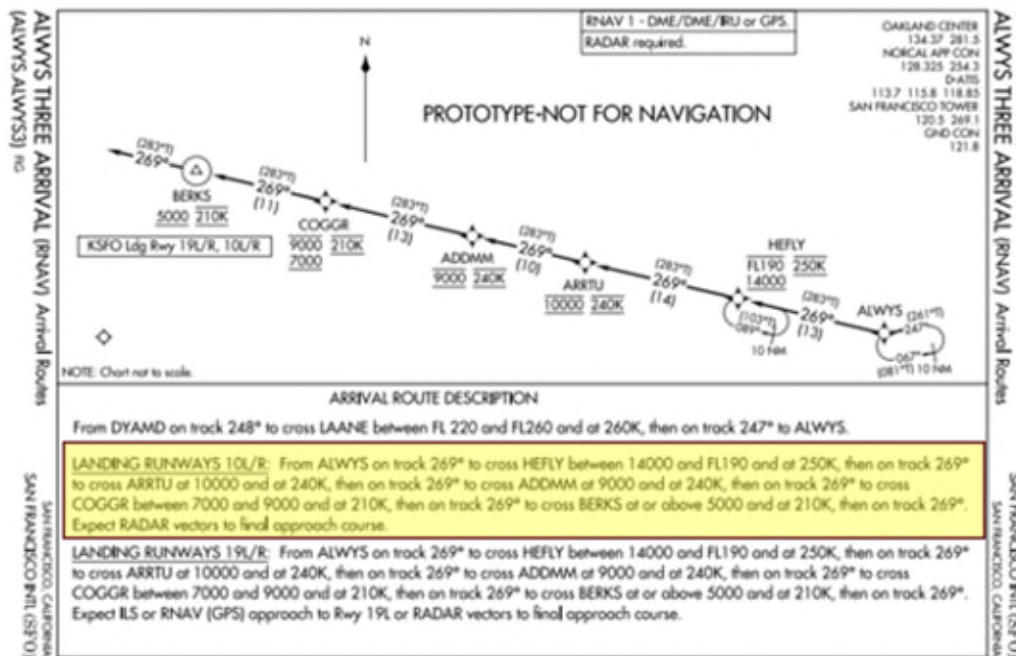 ALWYS THREE ARRIVAL (RNAV) Arrival Routes
(ALWYS.ALWYS3)
SAN FRANCISCO, CALIFORNIA
SAN FRANCISCO INTL (SFO)
RNAV 1 - DME/DME/IRU or GPS.
RADAR required.
OAKLAND CENTER
134.37 281.5
NORCAL APP CON
128.325 254.3
D-ATIS
113.7 115.8 118.85
SAN FRANCISCO TOWER
120.5 269.1
GND CON
121.8
N
PROTOTYPE-NOT FOR NAVIGATION
(283°T)
269°
BERKS
5000 210K
(283°T)
269°
(11)
COGGR
9000 210K
7000
(283°T)
269°
(13)
ADDMM
9000 240K
(283°T)
269°
(10)
ARRTU
10000 240K
(283°T)
269°
(14)
HEFLY
FL190 250K
14000
(103°T)
089°
10 NM
(283°T)
269°
(13)
ALWYS
(261°T)
247°
067°
(081°T) 10 NM
KSFO Ldg Rwy 19L/R, 10L/R
NOTE: Chart not to scale.
ARRIVAL ROUTE DESCRIPTION
From DYAMD on track 248° to cross LAANE between FL 220 and FL260 and at 260K, then on track 247° to ALWYS.
LANDING RUNWAYS 10L/R: From ALWYS on track 269° to cross HEFLY between 14000 and FL190 and at 250K, then on track 269°
to cross ARRTU at 10000 and at 240K, then on track 269° to cross ADDMM at 9000 and at 240K, then on track 269° to cross
COGGR between 7000 and 9000 and at 210K, then on track 269° to cross BERKS at or above 5000 and at 210K, then on track 269°.
Expect RADAR vectors to final approach course.
LANDING RUNWAYS 19L/R: From ALWYS on track 269° to cross HEFLY between 14000 and FL190 and at 250K, then on track 269°
to cross ARRTU at 10000 and at 240K, then on track 269° to cross ADDMM at 9000 and at 240K, then on track 269° to cross
COGGR between 7000 and 9000 and at 210K, then on track 269° to cross BERKS at or above 5000 and at 210K, then on track 269°.
Expect ILS or RNAV (GPS) approach to Rwy 19L or RADAR vectors to final approach course.
ALWYS THREE ARRIVAL (RNAV) Arrival Routes
SAN FRANCISCO INTL (SFO)
SAN FRANCISCO, CALIFORNIA